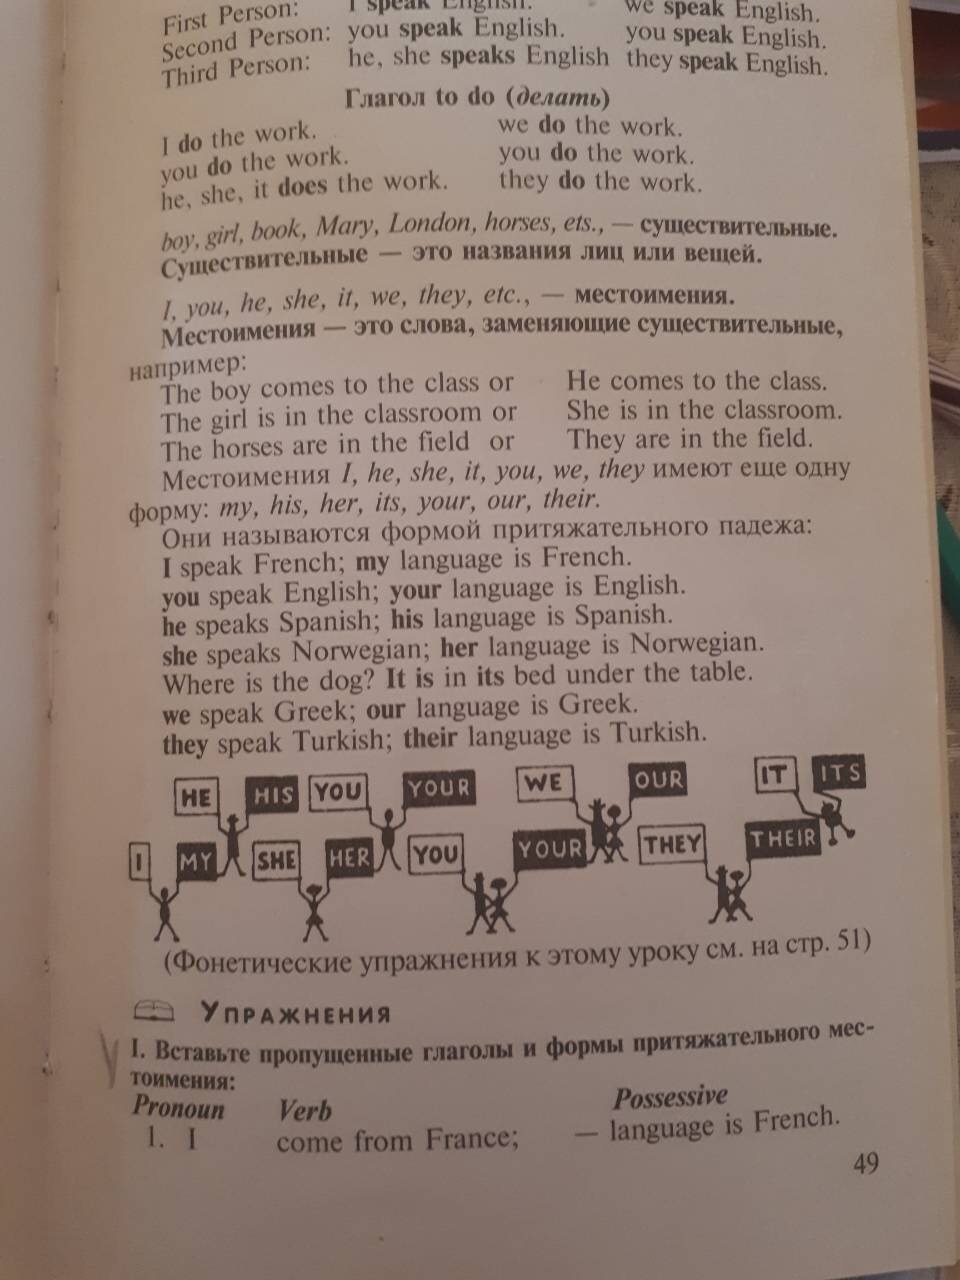 First Person: I speak English. we speak English.
Second Person: you speak English. you speak English.
Third Person: he, she speaks English they speak English.
Глагол to do (делать)
I do the work. we do the work.
you do the work. you do the work.
he, she, it does the work. they do the work.
boy, girl, book, Mary, London, horses, ets., — существительные.
Существительные — это названия лиц или вещей.
I, you, he, she, it, we, they, etc., — местоимения.
Местоимения — это слова, заменяющие существительные,
например:
The boy comes to the class or He comes to the class.
The girl is in the classroom or She is in the classroom.
The horses are in the field or They are in the field.
Местоимения I, he, she, it, you, we, they имеют еще одну
форму: my, his, her, its, your, our, their.
Они называются формой притяжательного падежа:
I speak French; my language is French.
you speak English; your language is English.
he speaks Spanish; his language is Spanish.
she speaks Norwegian; her language is Norwegian.
Where is the dog? It is in its bed under the table.
we speak Greek; our language is Greek.
they speak Turkish; their language is Turkish.
HE HIS YOU YOUR WE OUR IT ITS
I MY SHE HER YOU YOUR THEY THEIR
(Фонетические упражнения к этому уроку см. на стр. 51)
Упражнения
I. Вставьте пропущенные глаголы и формы притяжательного мес-
тоимения:
Pronoun Verb Possessive
1. I come from France; — language is French.
49